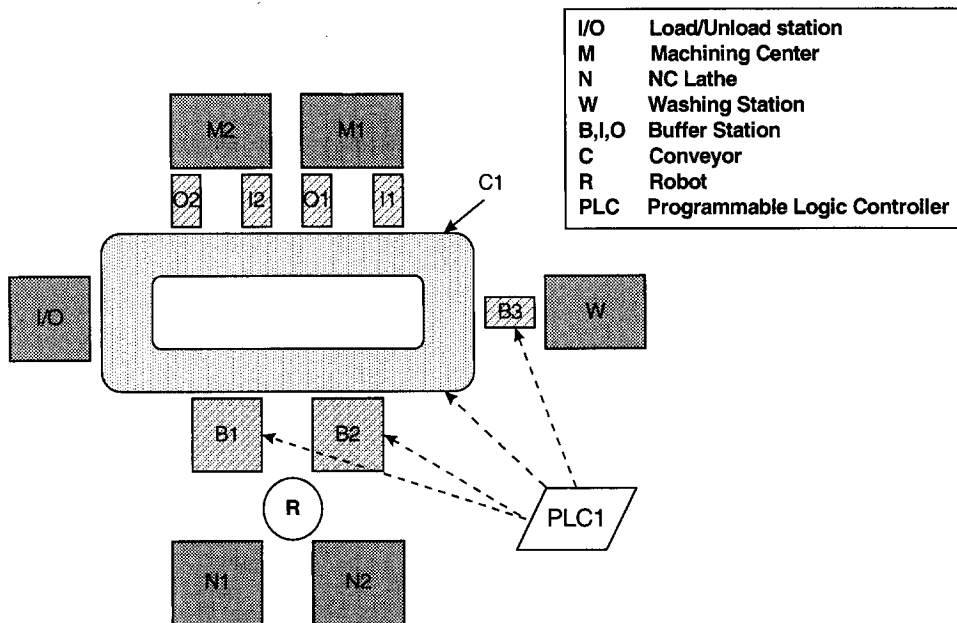 I/O Load/Unload station
M Machining Center
N NC Lathe
W Washing Station
B,I,O Buffer Station
C Conveyor
R Robot
PLC Programmable Logic Controller
M2 M1
O2 I2 O1 I1 C1
I/O B3 W
B1 B2
R PLC1
N1 N2